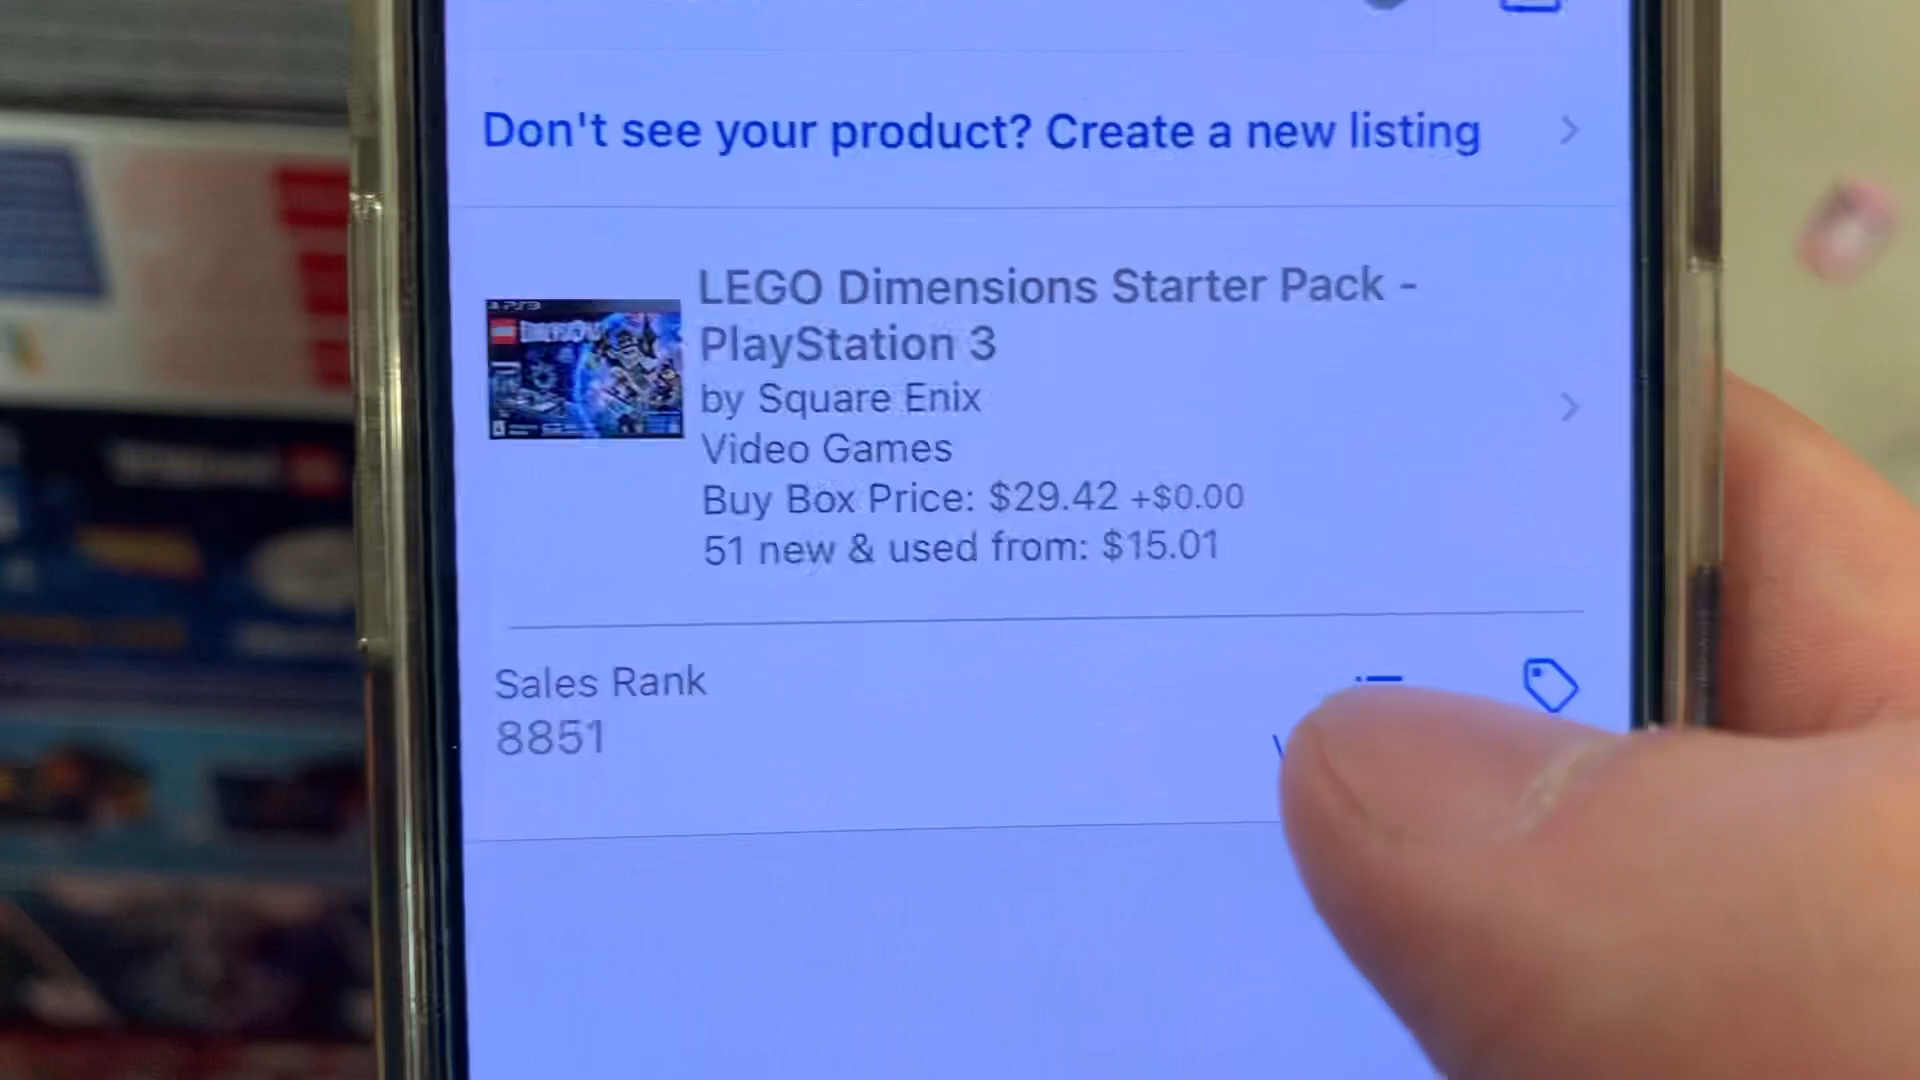 Don't see your product? Create a new listing
LEGO Dimensions Starter Pack -
PlayStation 3
by Square Enix
Video Games
Buy Box Price: $29.42 +$0.00
51 new & used from: $15.01
Sales Rank
8851